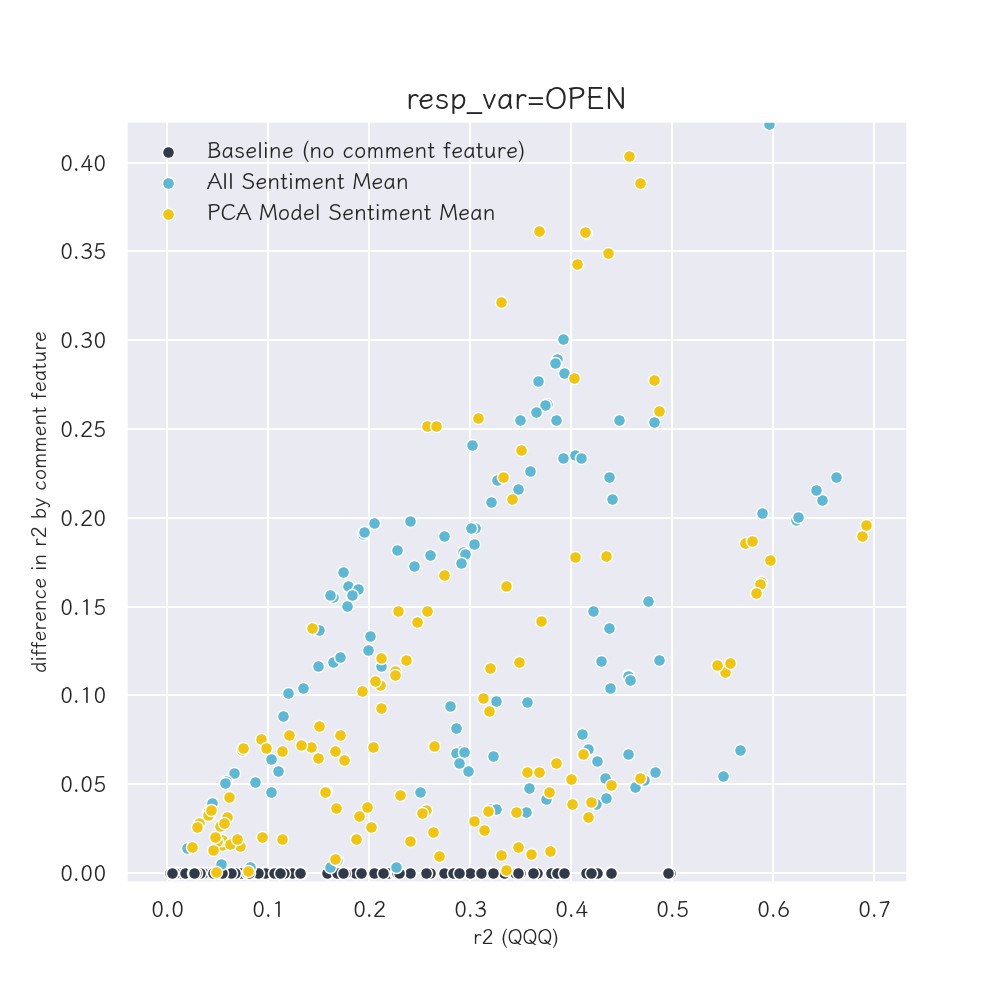 resp_var=OPEN
Baseline (no comment feature)
All Sentiment Mean
PCA Model Sentiment Mean
difference in r2 by comment feature
0.40
0.35
0.30
0.25
0.20
0.15
0.10
0.05
0.00
0.0 0.1 0.2 0.3 0.4 0.5 0.6 0.7
r2 (QQQ)